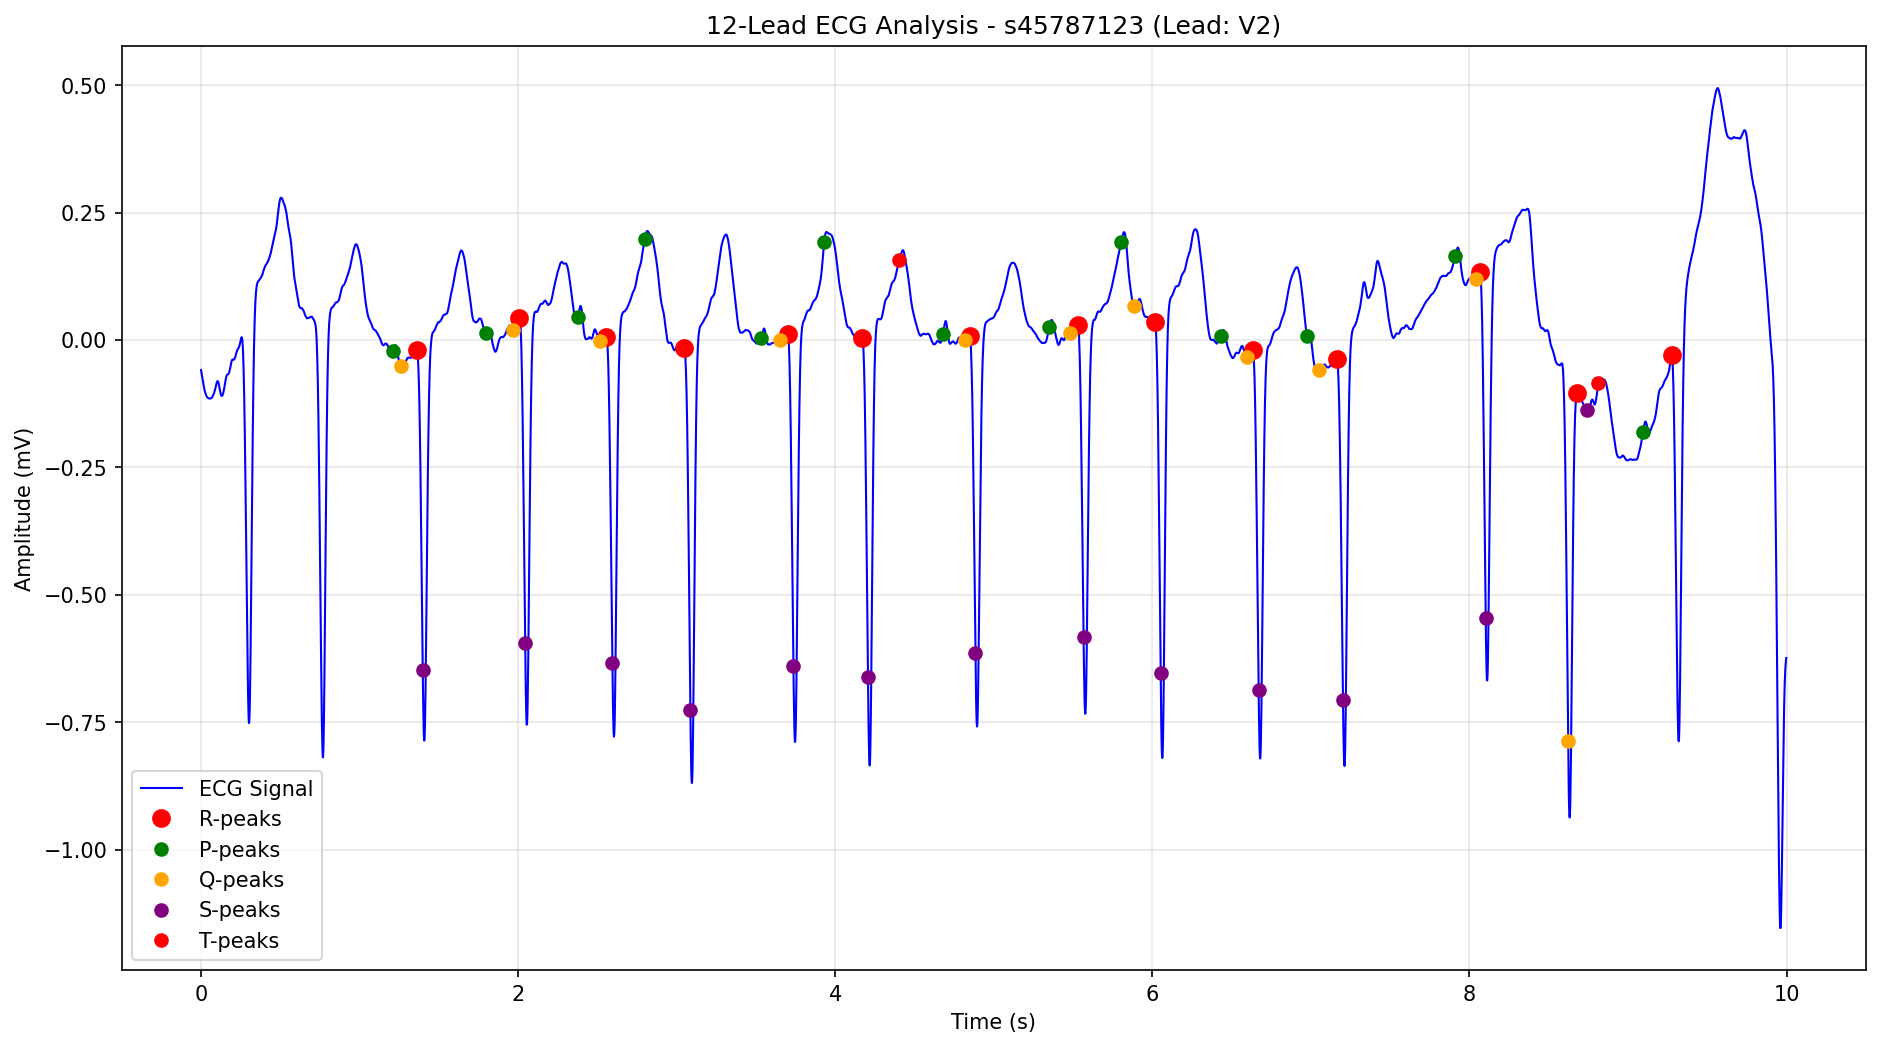 12-Lead ECG Analysis - s45787123 (Lead: V2)
Amplitude (mV)
0.50
0.25
0.00
−0.25
−0.50
−0.75
−1.00
ECG Signal
R-peaks
P-peaks
Q-peaks
S-peaks
T-peaks
0 2 4 6 8 10
Time (s)